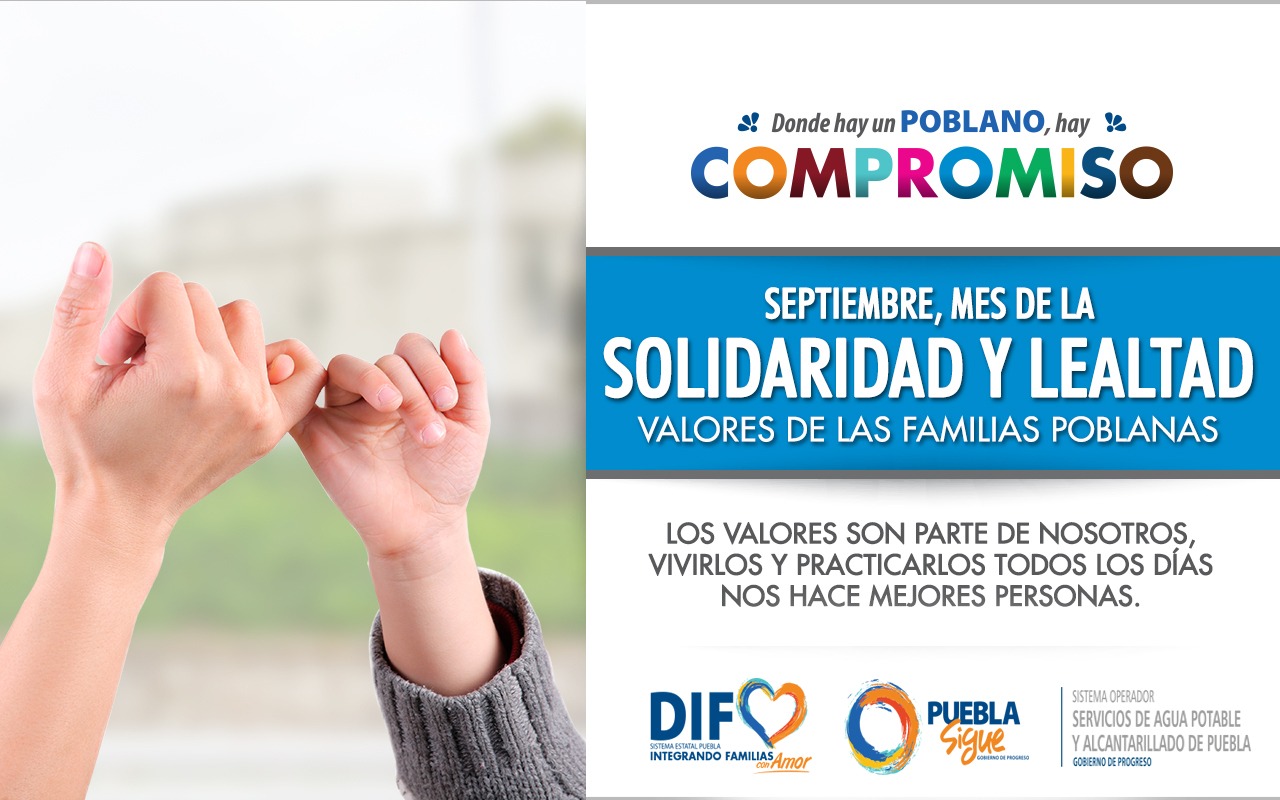 Donde hay un POBLANO, hay
COMPROMISO
SEPTIEMBRE, MES DE LA
SOLIDARIDAD Y LEALTAD
VALORES DE LAS FAMILIAS POBLANAS
LOS VALORES SON PARTE DE NOSOTROS,
VIVIRLOS Y PRACTICARLOS TODOS LOS DÍAS
NOS HACE MEJORES PERSONAS.
DIF
SISTEMA ESTATAL PUEBLA
INTEGRANDO FAMILIAS
con Amor
PUEBLA
Sigue
GOBIERNO DE PROGRESO
SISTEMA OPERADOR
SERVICIOS DE AGUA POTABLE
Y ALCANTARILLADO DE PUEBLA
GOBIERNO DE PROGRESO